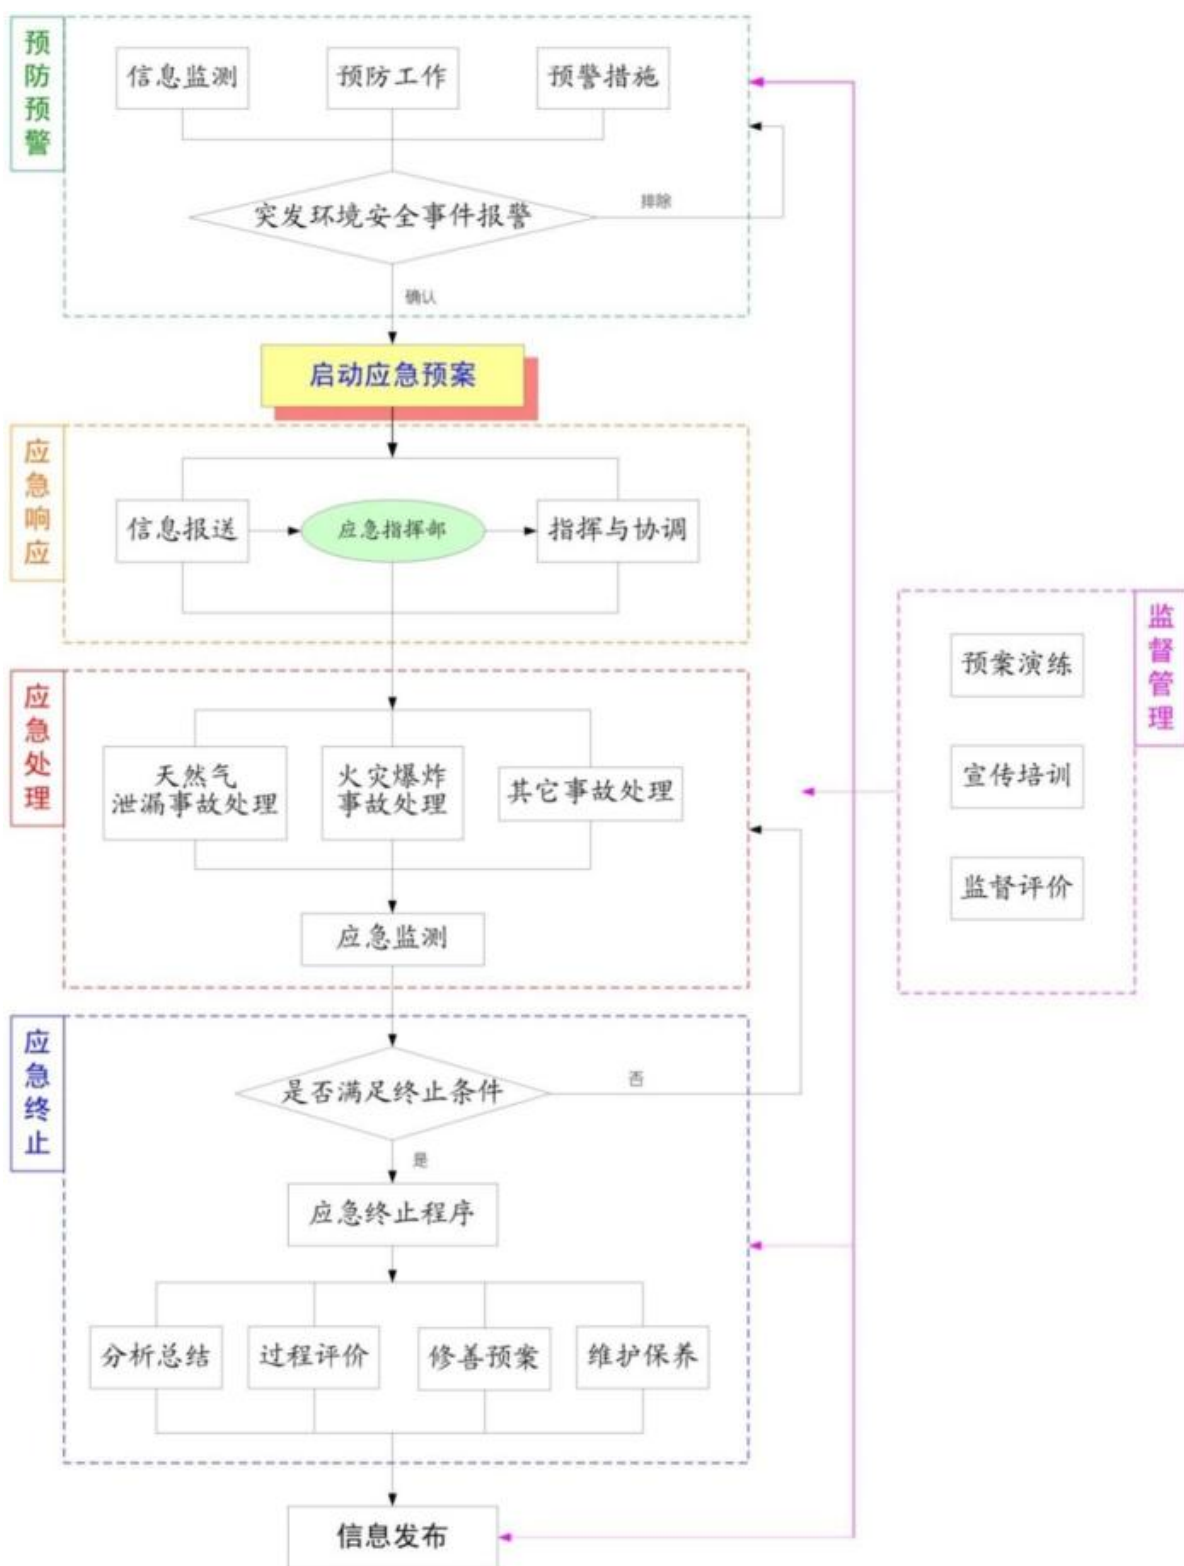 预防预警
信息监测
预防工作
预警措施
突发环境安全事件报警
排除
确认
启动应急预案
应急响应
信息报送
应急指挥部
指挥与协调
监督管理
预案演练
宣传培训
监督评价
应急处理
天然气
泄漏事故处理
火灾爆炸
事故处理
其它事故处理
应急监测
应急终止
是否满足终止条件
否
是
应急终止程序
分析总结
过程评价
修善预案
维护保养
信息发布